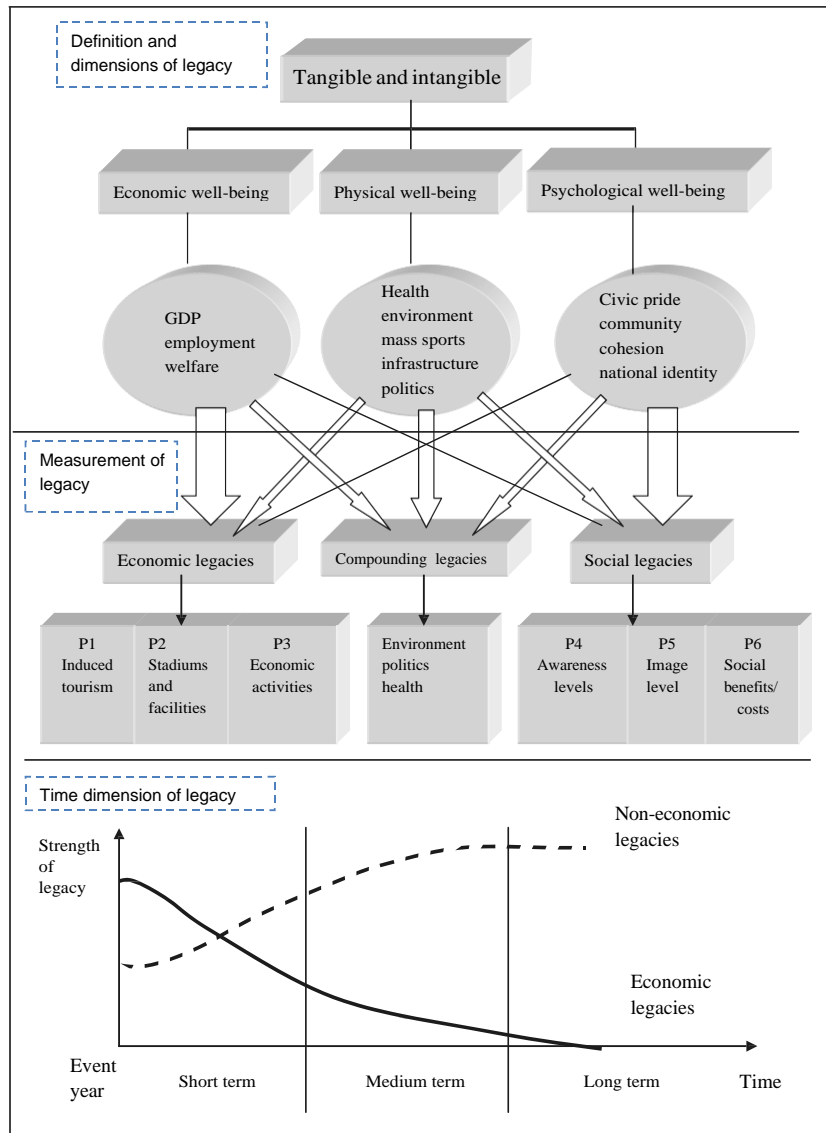 Definition and
dimensions of legacy
Tangible and intangible
Economic well-being
Physical well-being
Psychological well-being
GDP
employment
welfare
Health
environment
mass sports
infrastructure
politics
Civic pride
community
cohesion
national identity
Measurement of
legacy
Economic legacies
Compounding legacies
Social legacies
P1
Induced
tourism
P2
Stadiums
and
facilities
P3
Economic
activities
Environment
politics
health
P4
Awareness
levels
P5
Image
level
P6
Social
benefits/
costs
Time dimension of legacy
Strength
of
legacy
Non-economic
legacies
Economic
legacies
Event
year
Short term
Medium term
Long term
Time